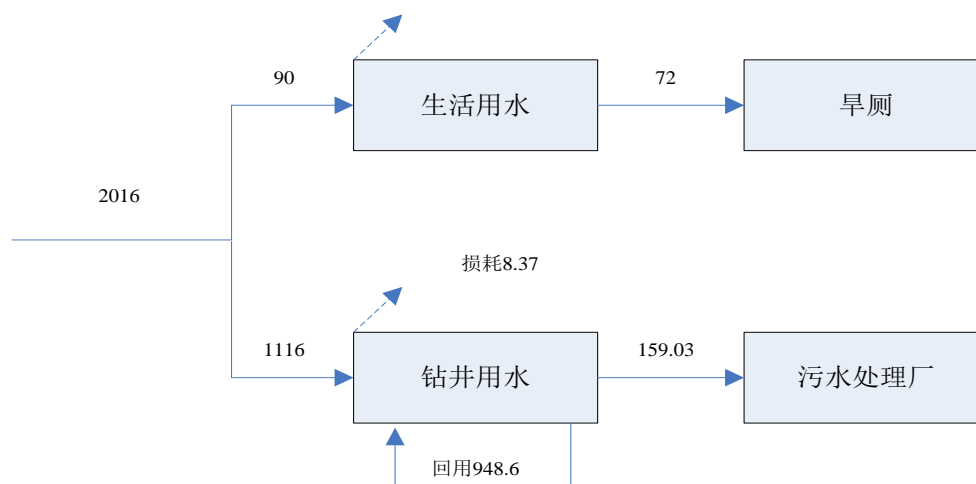 90
生活用水
72
旱厕
2016
损耗8.37
1116
钻井用水
159.03
污水处理厂
回用948.6